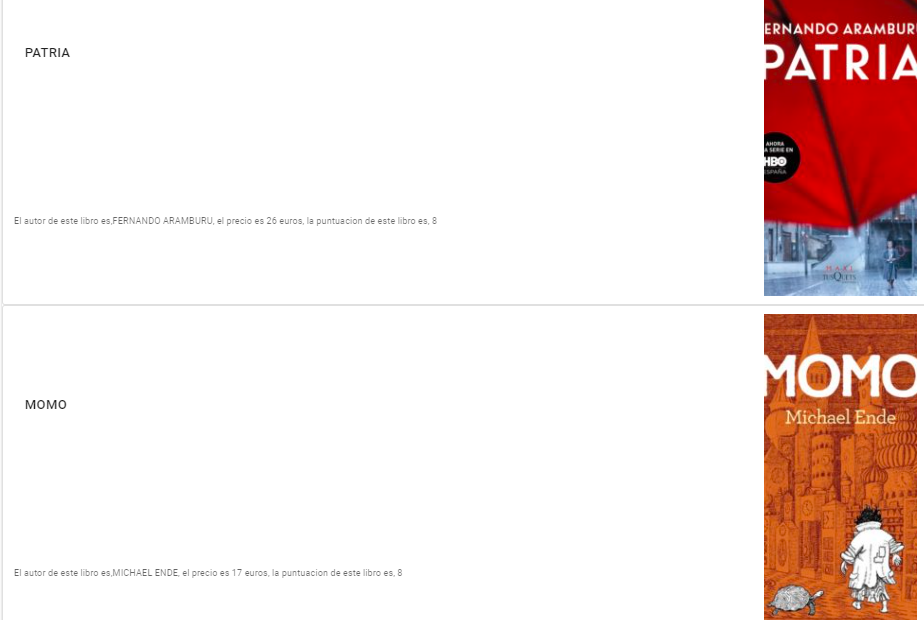 PATRIA
El autor de este libro es,FERNANDO ARAMBURU, el precio es 26 euros, la puntuacion de este libro es, 8
ERNANDO ARAMBUR
PATRIA
AHORA
A SERIE EN
HBO
ESPAÑA
TUSQUETS
MOMO
El autor de este libro es,MICHAEL ENDE, el precio es 17 euros, la puntuacion de este libro es, 8
MOMO
Michael Ende